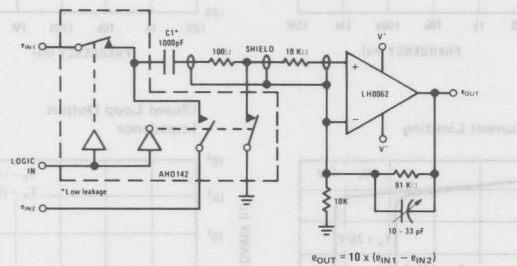 eIN1
C1*
1000pF
100Ω
SHIELD
10 KΩ
V+
+
LH0062
eOUT
−
V−
LOGIC
IN
AHO142
*Low leakage
91 KΩ
10K
10 - 33 pF
eIN2
eOUT = 10 x (eIN1 − eIN2)